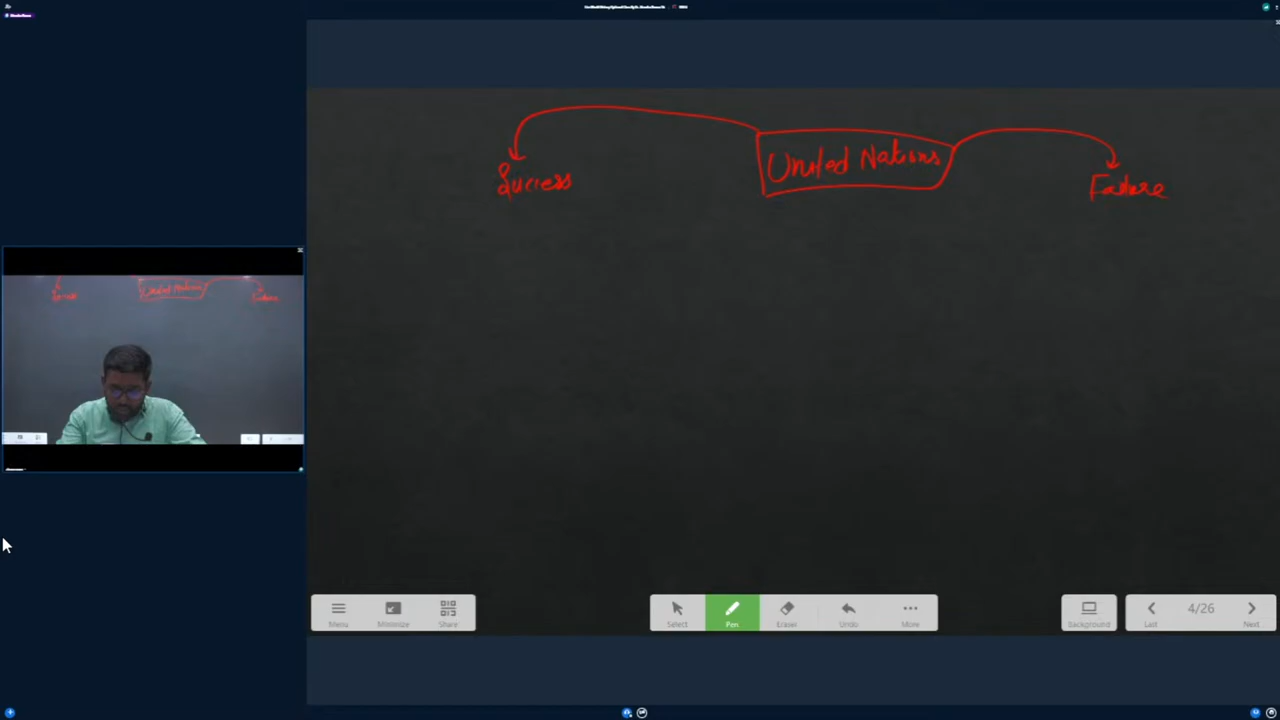 United Nations
Success
Failure
Menu
Minimize
Share
Select
Pen
Eraser
Undo
More
Background
Last
4/26
Next